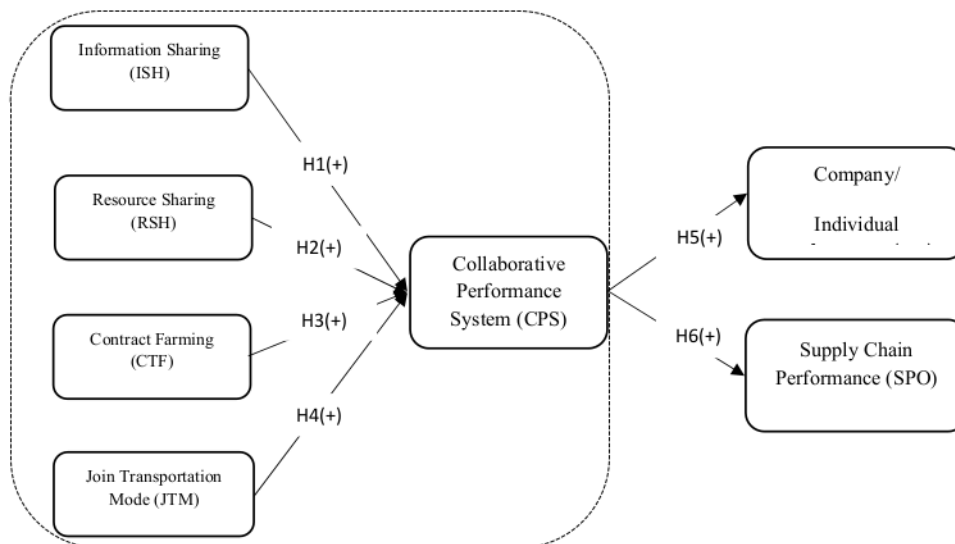 Information Sharing
(ISH)
H1(+)
Resource Sharing
(RSH)
H2(+)
Contract Farming
(CTF)
H3(+)
Join Transportation
Mode (JTM)
H4(+)
Collaborative
Performance
System (CPS)
H5(+)
Company/
Individual
H6(+)
Supply Chain
Performance (SPO)